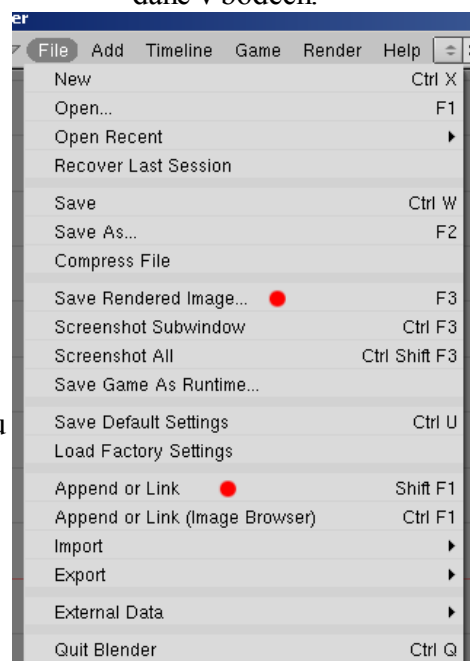 dané v bodech.
er
File Add Timeline Game Render Help
New Ctrl X
Open... F1
Open Recent
Recover Last Session
Save Ctrl W
Save As... F2
Compress File
Save Rendered Image... F3
Screenshot Subwindow Ctrl F3
Screenshot All Ctrl Shift F3
Save Game As Runtime...
u
Save Default Settings Ctrl U
Load Factory Settings
Append or Link Shift F1
Append or Link (Image Browser) Ctrl F1
Import
Export
External Data
Quit Blender Ctrl Q